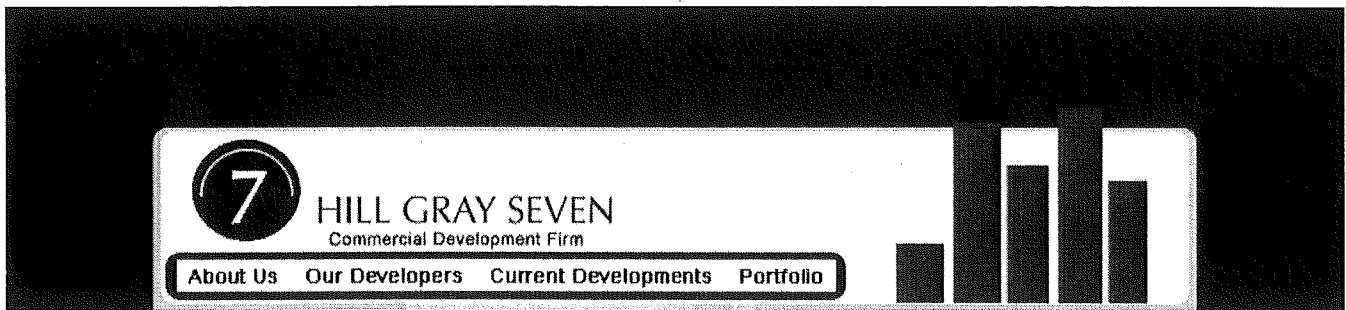 7
HILL GRAY SEVEN
Commercial Development Firm
About Us Our Developers Current Developments Portfolio